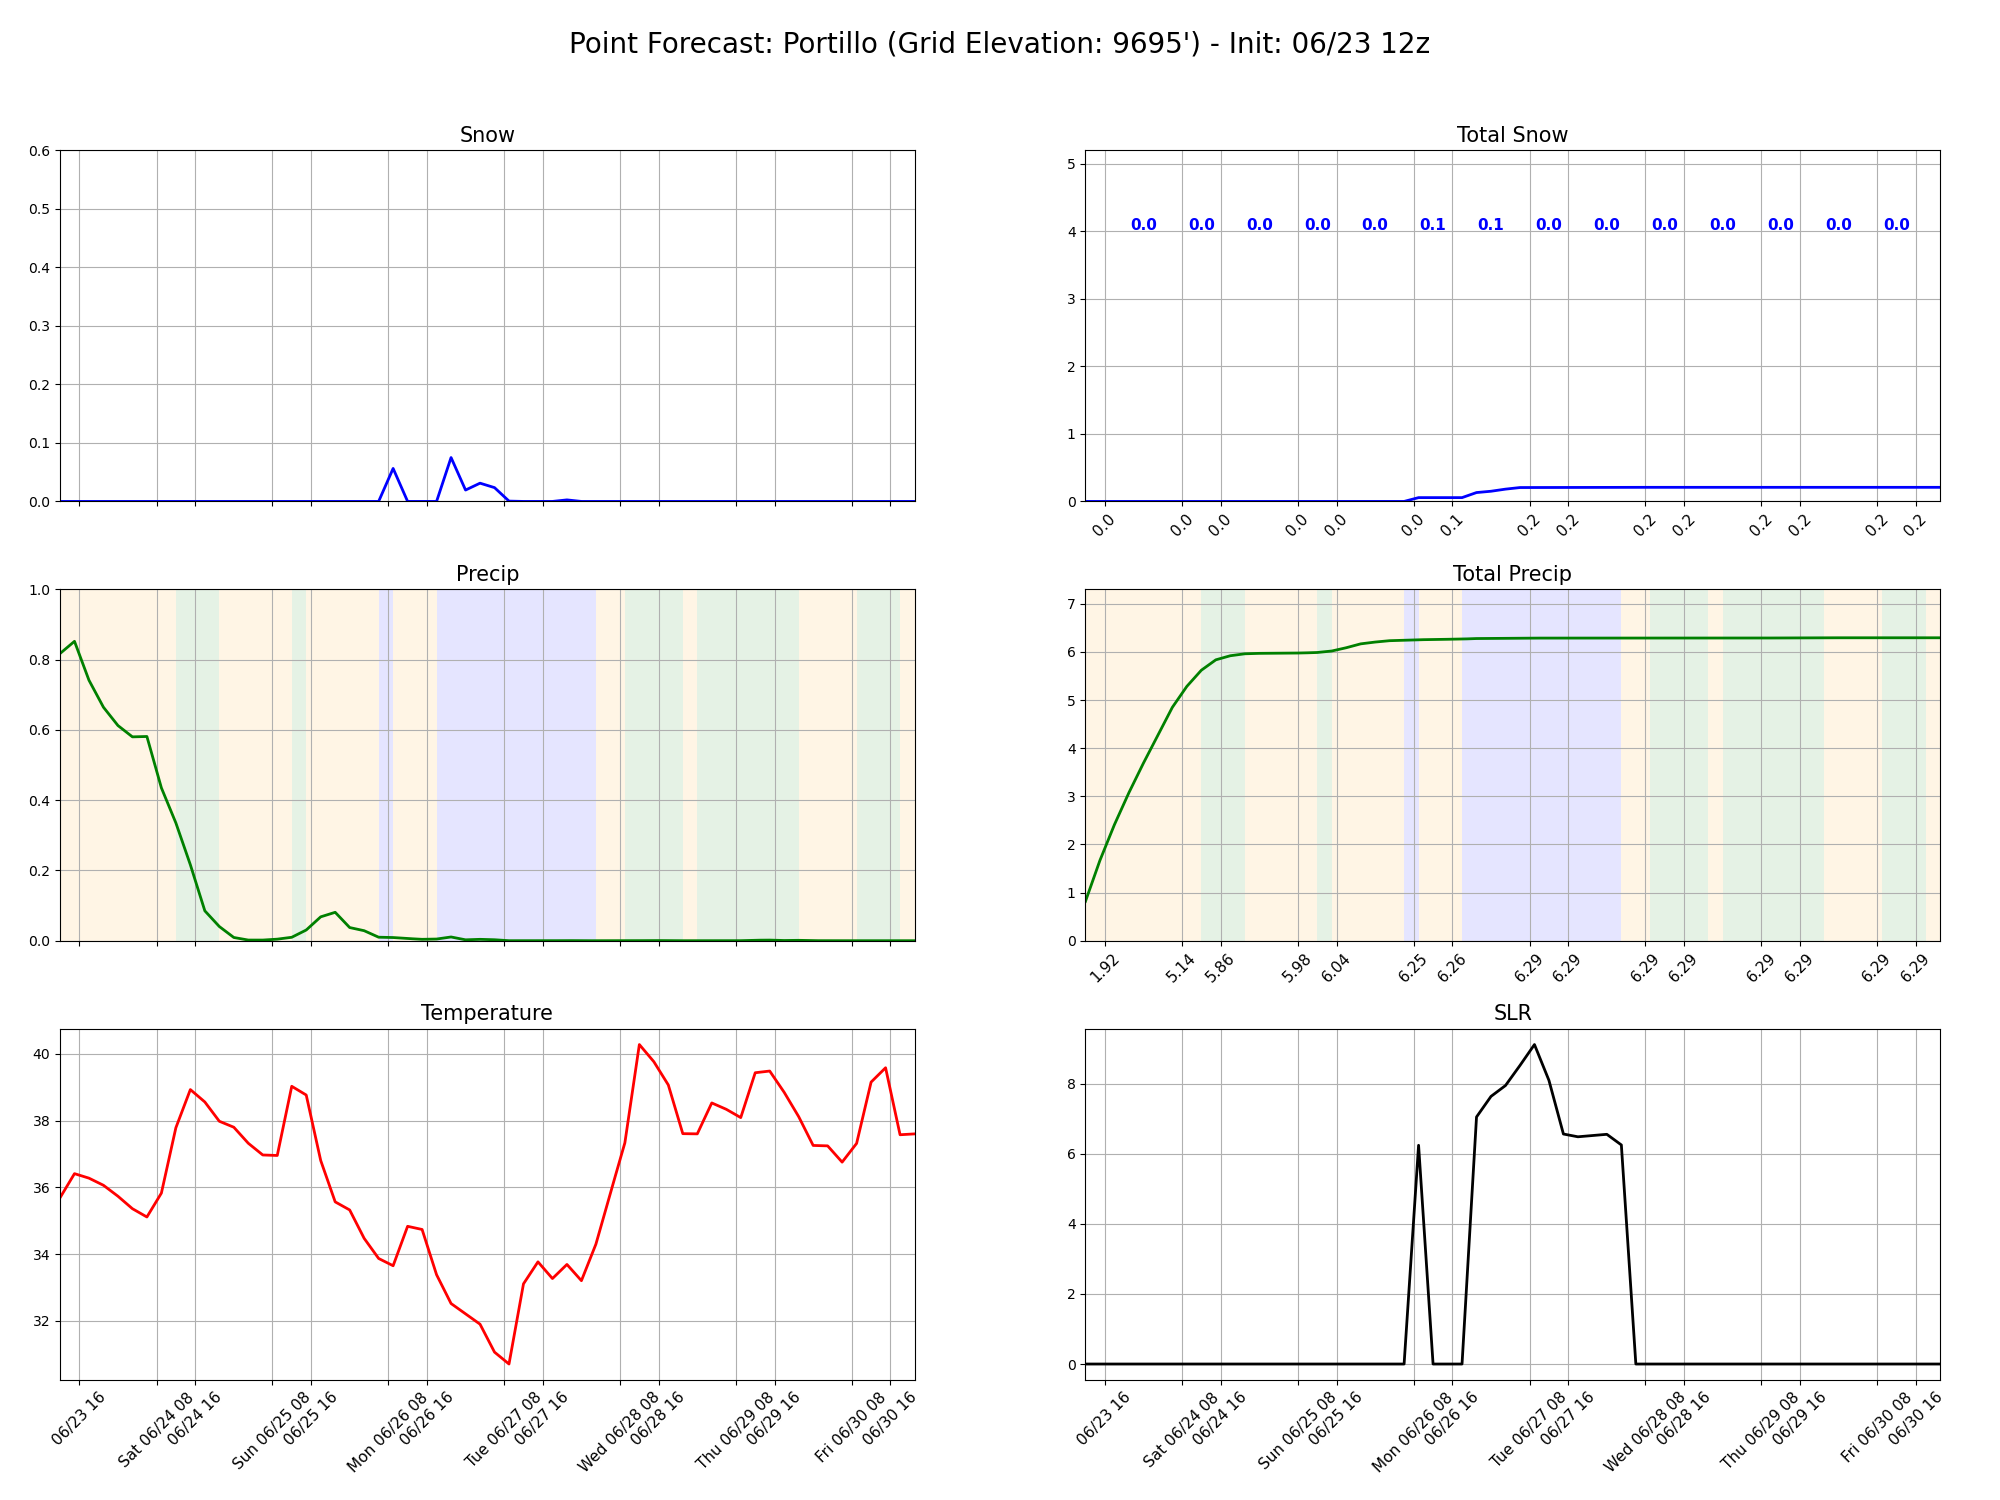 Point Forecast: Portillo (Grid Elevation: 9695') - Init: 06/23 12z
Snow
0.6
0.5
0.4
0.3
0.2
0.1
0.0
Total Snow
5
4
3
2
1
0
0.0 0.0 0.0 0.0 0.0 0.1 0.1 0.0 0.0 0.0 0.0 0.0 0.0 0.0
0.0 0.0 0.0 0.0 0.0 0.0 0.1 0.2 0.2 0.2 0.2 0.2 0.2 0.2 0.2
Precip
1.0
0.8
0.6
0.4
0.2
0.0
Total Precip
7
6
5
4
3
2
1
0
1.92 5.14 5.86 5.98 6.04 6.25 6.26 6.29 6.29 6.29 6.29 6.29 6.29 6.29 6.29
Temperature
40
38
36
34
32
06/23 16
Sat 06/24 08
06/24 16
Sun 06/25 08
06/25 16
Mon 06/26 08
06/26 16
Tue 06/27 08
06/27 16
Wed 06/28 08
06/28 16
Thu 06/29 08
06/29 16
Fri 06/30 08
06/30 16
SLR
8
6
4
2
0
06/23 16
Sat 06/24 08
06/24 16
Sun 06/25 08
06/25 16
Mon 06/26 08
06/26 16
Tue 06/27 08
06/27 16
Wed 06/28 08
06/28 16
Thu 06/29 08
06/29 16
Fri 06/30 08
06/30 16